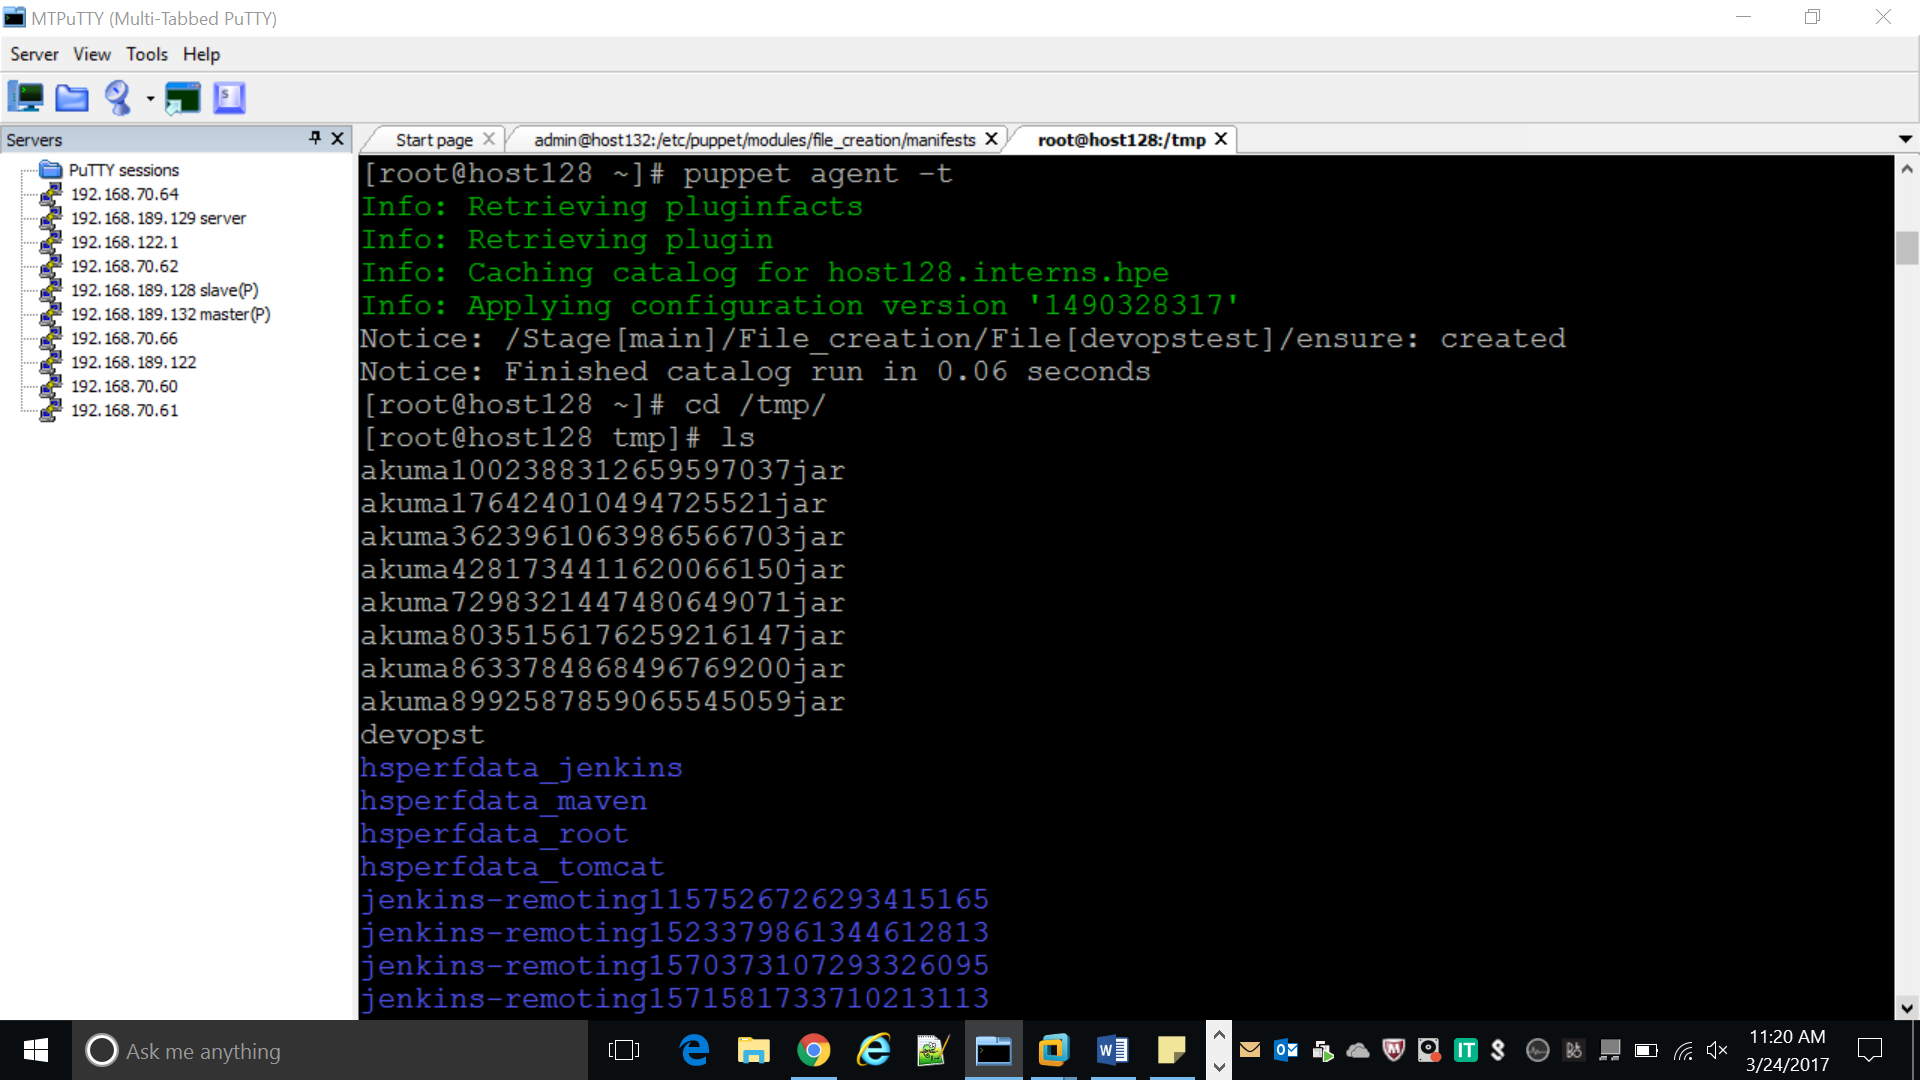 MTPuTTY (Multi-Tabbed PuTTY)
Server View Tools Help
Servers
PuTTY sessions
192.168.70.64
192.168.189.129 server
192.168.122.1
192.168.70.62
192.168.189.128 slave(P)
192.168.189.132 master(P)
192.168.70.66
192.168.189.122
192.168.70.60
192.168.70.61
Start page admin@host132:/etc/puppet/modules/file_creation/manifests root@host128:/tmp
[root@host128 ~]# puppet agent -t
Info: Retrieving pluginfacts
Info: Retrieving plugin
Info: Caching catalog for host128.interns.hpe
Info: Applying configuration version '1490328317'
Notice: /Stage[main]/File_creation/File[devopstest]/ensure: created
Notice: Finished catalog run in 0.06 seconds
[root@host128 ~]# cd /tmp/
[root@host128 tmp]# ls
akuma1002388312659597037jar
akuma176424010494725521jar
akuma3623961063986566703jar
akuma4281734411620066150jar
akuma7298321447480649071jar
akuma8035156176259216147jar
akuma8633784868496769200jar
akuma8992587859065545059jar
devopst
hsperfdata_jenkins
hsperfdata_maven
hsperfdata_root
hsperfdata_tomcat
jenkins-remoting1157526726293415165
jenkins-remoting1523379861344612813
jenkins-remoting1570373107293326095
jenkins-remoting1571581733710213113
Ask me anything
11:20 AM
3/24/2017